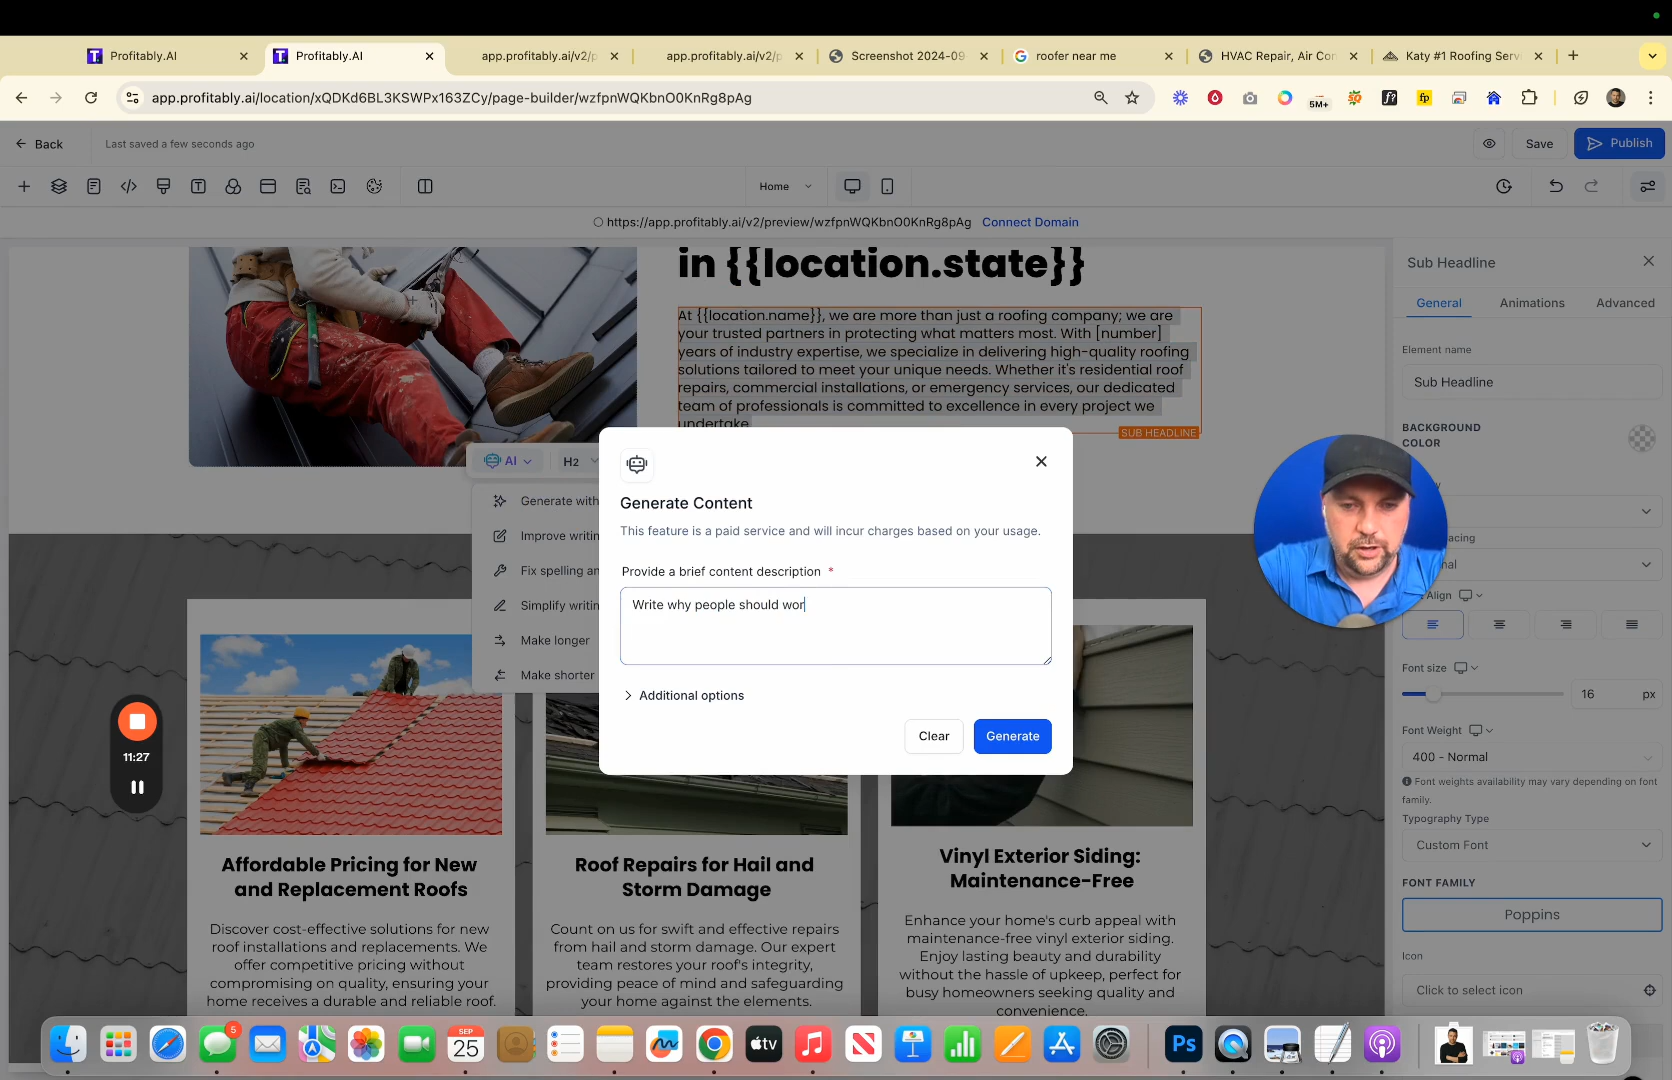 Profitably.AI
Profitably.AI
app.profitably.ai/v2/p
app.profitably.ai/v2/p
Screenshot 2024-09-
roofer near me
HVAC Repair, Air Con
Katy #1 Roofing Servi
app.profitably.ai/location/xQDKd6BL3KSWPx163ZCy/page-builder/wzfpnWQKbnO0KnRg8pAg
5M+
f?
fp
Back
Last saved a few seconds ago
Save
Publish
Home
https://app.profitably.ai/v2/preview/wzfpnWQKbnO0KnRg8pAg Connect Domain
in {{location.state}}
At {{location.name}}, we are more than just a roofing company; we are
your trusted partners in protecting what matters most. With [number]
years of industry expertise, we specialize in delivering high-quality roofing
solutions tailored to meet your unique needs. Whether it's residential roof
repairs, commercial installations, or emergency services, our dedicated
team of professionals is committed to excellence in every project we
undertake
SUB HEADLINE
AI
H2
Generate with
Improve writin
Fix spelling an
Simplify writin
Make longer
Make shorter
Generate Content
This feature is a paid service and will incur charges based on your usage.
Provide a brief content description *
Write why people should wor
Additional options
Clear
Generate
11:27
Affordable Pricing for New
and Replacement Roofs
Discover cost-effective solutions for new
roof installations and replacements. We
offer competitive pricing without
compromising on quality, ensuring your
home receives a durable and reliable roof.
Roof Repairs for Hail and
Storm Damage
Count on us for swift and effective repairs
from hail and storm damage. Our expert
team restores your roof's integrity,
providing peace of mind and safeguarding
your home against the elements.
Vinyl Exterior Siding:
Maintenance-Free
Enhance your home's curb appeal with
maintenance-free vinyl exterior siding.
Enjoy lasting beauty and durability
without the hassle of upkeep, perfect for
busy homeowners seeking quality and
convenience.
Sub Headline
General
Animations
Advanced
Element name
Sub Headline
BACKGROUND
COLOR
Align
Font size
16
px
Font Weight
400 - Normal
Font weights availability may vary depending on font
family.
Typography Type
Custom Font
FONT FAMILY
Poppins
Icon
Click to select icon
5
SEP
25
tv
Ps